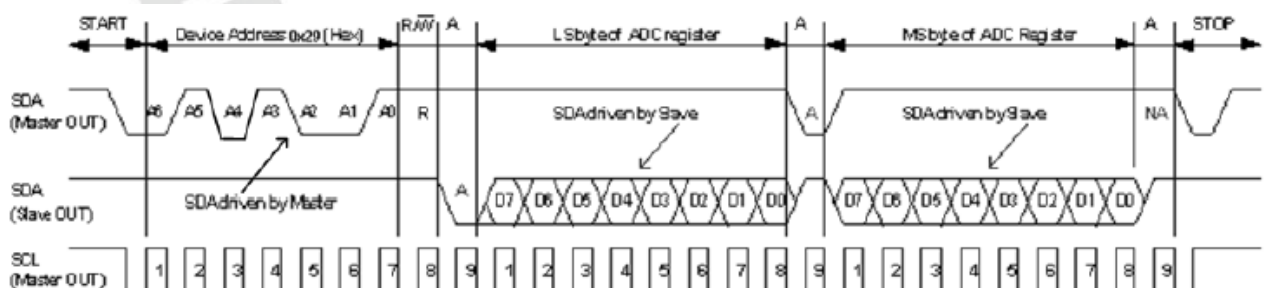 START R/W A A A STOP
Device Address 0x29 (Hex) LSbyte of ADC register MSbyte of ADC Register
SDA (Master OUT) A6 A5 A4 A3 A2 A1 A0 R SDA driven by Slave A SDA driven by Slave NA
SDA (Slave OUT) SDA driven by Master A D7 D6 D5 D4 D3 D2 D1 D0 D7 D6 D5 D4 D3 D2 D1 D0
SCL (Master OUT) 1 2 3 4 5 6 7 8 9 1 2 3 4 5 6 7 8 9 1 2 3 4 5 6 7 8 9